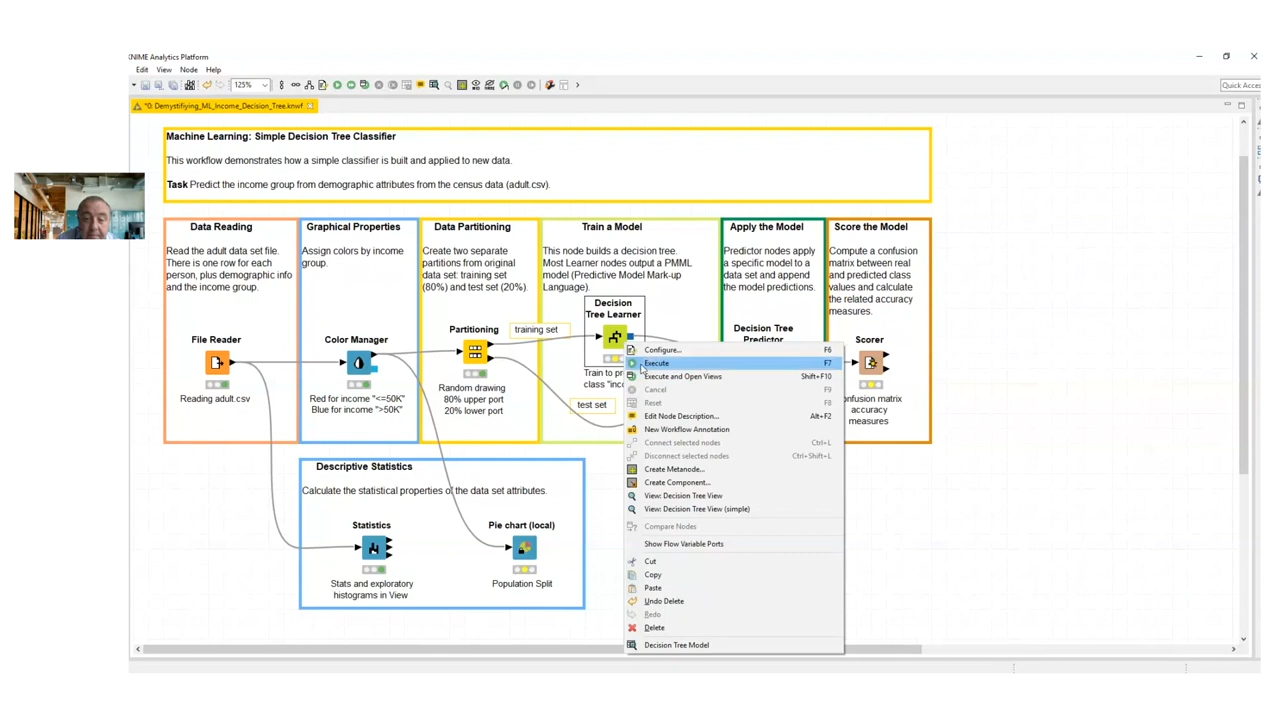 KNIME Analytics Platform
Edit View Node Help
125%
Quick Acces
*0: Demystifiying_ML_Income_Decision_Tree.knwf
Machine Learning: Simple Decision Tree Classifier
This workflow demonstrates how a simple classifier is built and applied to new data.
Task Predict the income group from demographic attributes from the census data (adult.csv).
Data Reading
Read the adult data set file.
There is one row for each
person, plus demographic info
and the income group.
File Reader
Reading adult.csv
Graphical Properties
Assign colors by income
group.
Color Manager
Red for income "<=50K"
Blue for income ">50K"
Data Partitioning
Create two separate
partitions from original
data set: training set
(80%) and test set (20%).
Partitioning
Random drawing
80% upper port
20% lower port
Train a Model
This node builds a decision tree.
Most Learner nodes output a PMML
model (Predictive Model Mark-up
Language).
Decision
Tree Learner
training set
test set
Train to pr
class "inco
Apply the Model
Predictor nodes apply
a specific model to a
data set and append
the model predictions.
Decision Tree
Predictor
Score the Model
Compute a confusion
matrix between real
and predicted class
values and calculate
the related accuracy
measures.
Scorer
onfusion matrix
accuracy
measures
Configure... F6
Execute F7
Execute and Open Views Shift+F10
Cancel F9
Reset F8
Edit Node Description... Alt+F2
New Workflow Annotation
Connect selected nodes Ctrl+L
Disconnect selected nodes Ctrl+Shift+L
Create Metanode...
Create Component...
View: Decision Tree View
View: Decision Tree View (simple)
Compare Nodes
Show Flow Variable Ports
Cut
Copy
Paste
Undo Delete
Redo
Delete
Decision Tree Model
Descriptive Statistics
Calculate the statistical properties of the data set attributes.
Statistics
Stats and exploratory
histograms in View
Pie chart (local)
Population Split